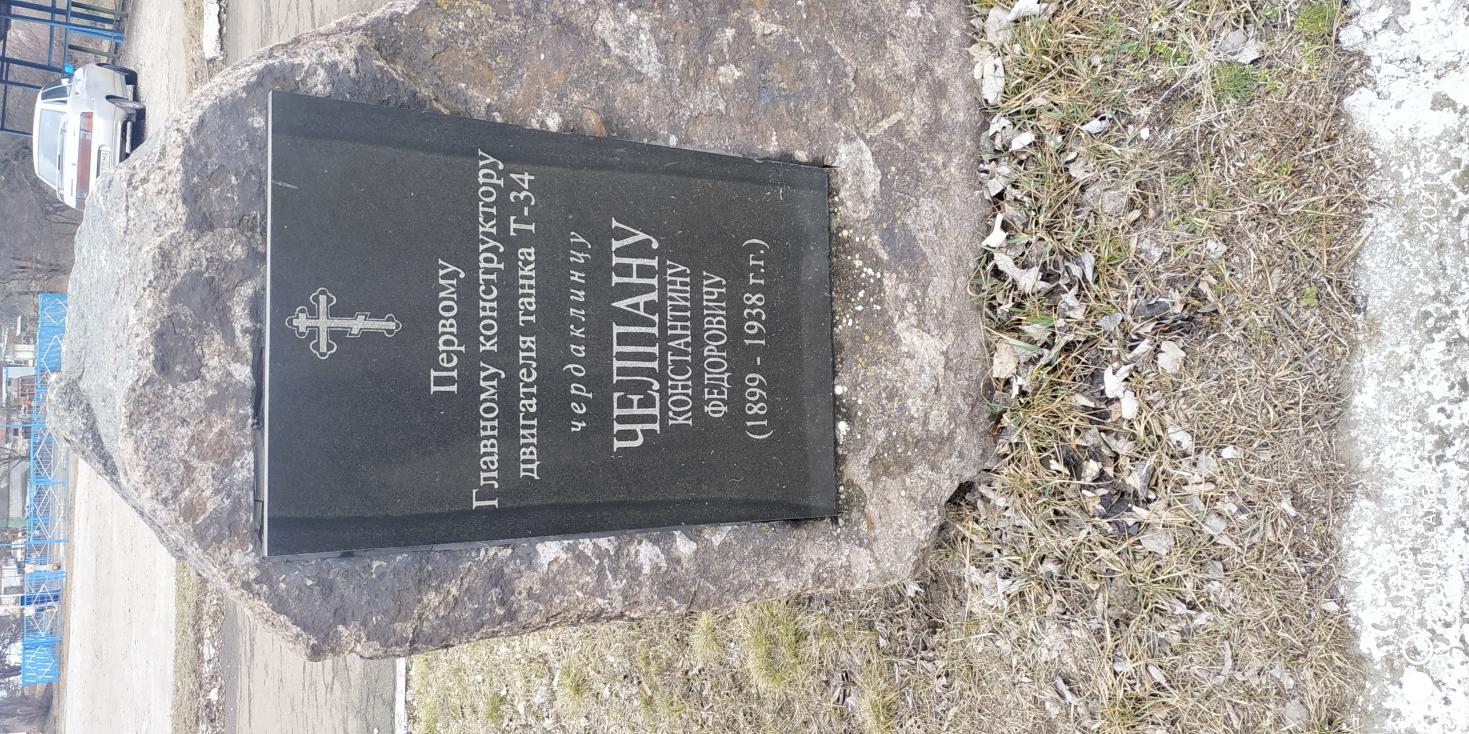 Первому
Главному конструктору
двигателя танка Т-34
чердаклинцу
ЧЕЛПАНУ
КОНСТАНТИНУ
ФЕДОРОВИЧУ
(1899 - 1938 г.г.)